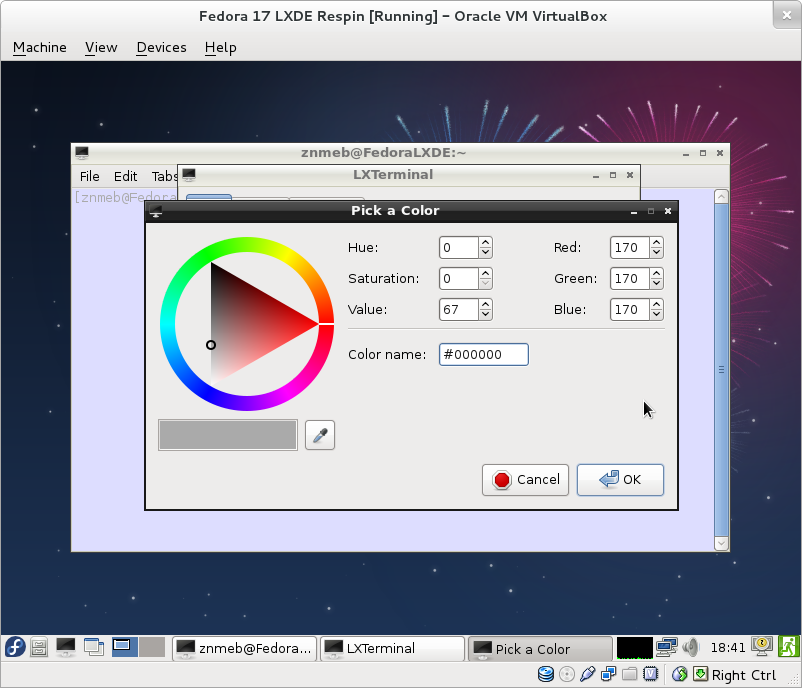 Fedora 17 LXDE Respin [Running] – Oracle VM VirtualBox
Machine View Devices Help
znmeb@FedoraLXDE:~
File Edit Tabs
LXTerminal
[znmeb@Fedora
Pick a Color
Hue: 0 Red: 170
Saturation: 0 Green: 170
Value: 67 Blue: 170
Color name: #000000
Cancel OK
znmeb@Fedora... LXTerminal Pick a Color 18:41
Right Ctrl